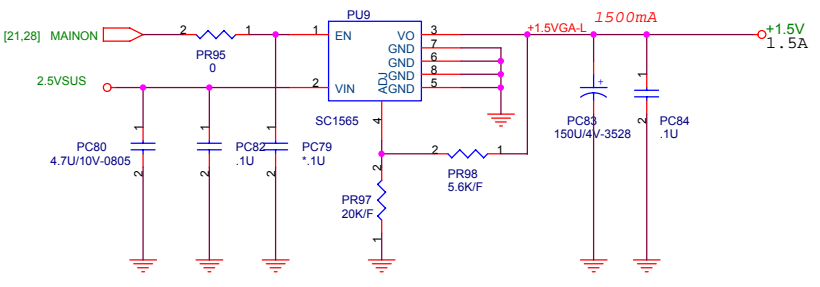 1500mA
PU9
[21,28] MAINON
2
1
1
EN
VO
3
+1.5VGA-L
+1.5V
1.5A
PR95
0
GND
7
GND
6
GND
8
GND
5
ADJ
2.5VSUS
2
VIN
SC1565
4
1
PC80
4.7U/10V-0805
2
1
PC82
.1U
2
1
PC79
*.1U
2
2
PR97
20K/F
1
2
1
PR98
5.6K/F
+
PC83
150U/4V-3528
1
PC84
.1U
2